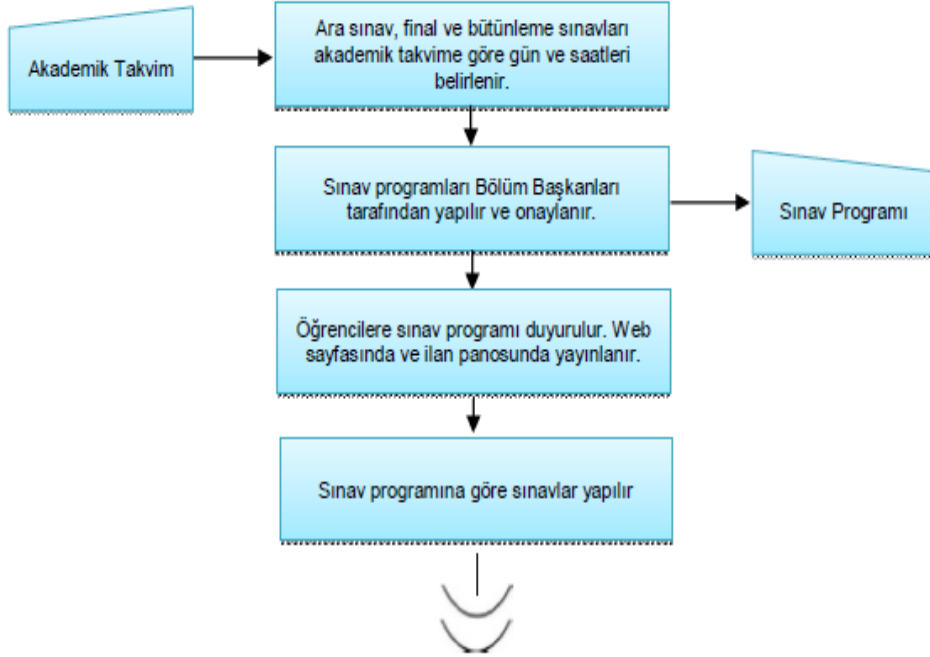 Akademik Takvim
Ara sınav, final ve bütünleme sınavları
akademik takvime göre gün ve saatleri
belirlenir.
Sınav programları Bölüm Başkanları
tarafından yapılır ve onaylanır.
Sınav Programı
Öğrencilere sınav programı duyurulur. Web
sayfasında ve ilan panosunda yayınlanır.
Sınav programına göre sınavlar yapılır